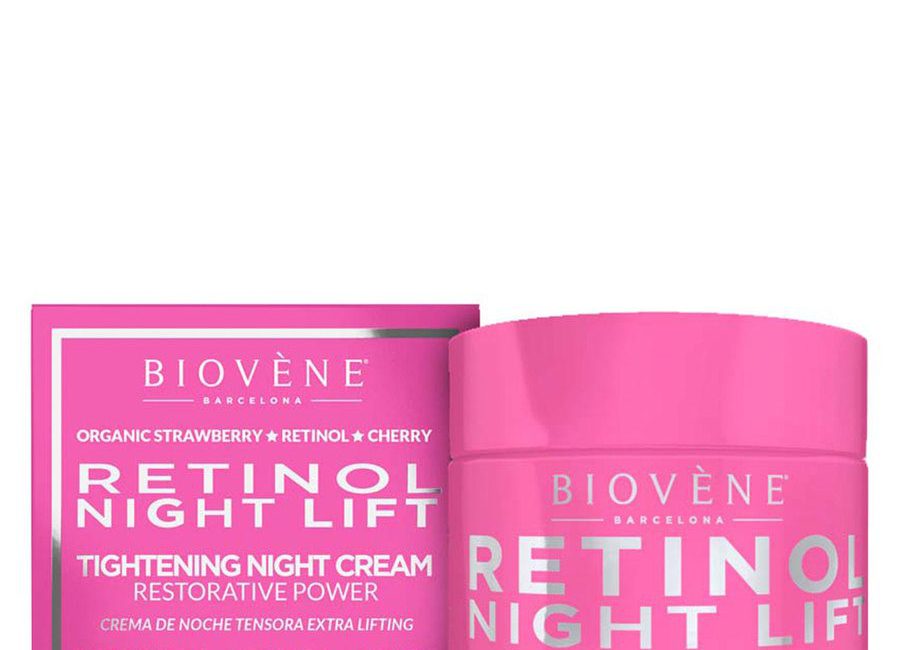 BIOVÈNE®
BARCELONA
ORGANIC STRAWBERRY ★ RETINOL ★ CHERRY
RETINOL
NIGHT LIFT
TIGHTENING NIGHT CREAM
RESTORATIVE POWER
CREMA DE NOCHE TENSORA EXTRA LIFTING
BIOVÈNE®
BARCELONA
RETINOL
NIGHT LIFT